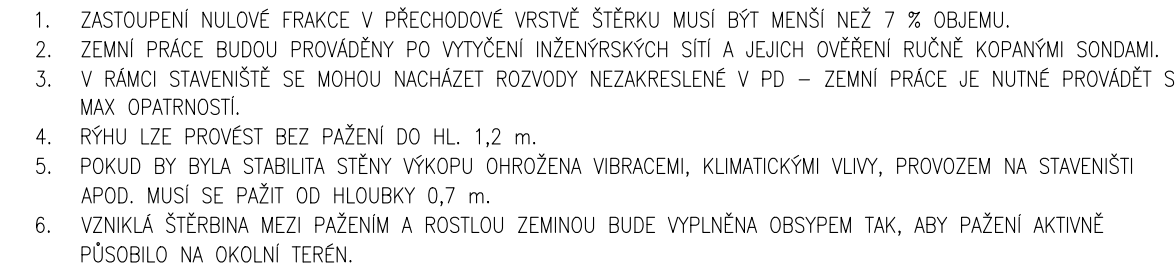 1. ZASTOUPENÍ NULOVÉ FRAKCE V PŘECHODOVÉ VRSTVĚ ŠTĚRKU MUSÍ BÝT MENŠÍ NEŽ 7 % OBJEMU.
2. ZEMNÍ PRÁCE BUDOU PROVÁDĚNY PO VYTYČENÍ INŽENÝRSKÝCH SÍTÍ A JEJICH OVĚŘENÍ RUČNĚ KOPANÝMI SONDAMI.
3. V RÁMCI STAVENIŠTĚ SE MOHOU NACHÁZET ROZVODY NEZAKRESLENÉ V PD – ZEMNÍ PRÁCE JE NUTNÉ PROVÁDĚT S
MAX OPATRNOSTÍ.
4. RÝHU LZE PROVÉST BEZ PAŽENÍ DO HL. 1,2 m.
5. POKUD BY BYLA STABILITA STĚNY VÝKOPU OHROŽENA VIBRACEMI, KLIMATICKÝMI VLIVY, PROVOZEM NA STAVENIŠTI
APOD. MUSÍ SE PAŽIT OD HLOUBKY 0,7 m.
6. VZNIKLÁ ŠTĚRBINA MEZI PAŽENÍM A ROSTLOU ZEMINOU BUDE VYPLNĚNA OBSYPEM TAK, ABY PAŽENÍ AKTIVNĚ
PŮSOBILO NA OKOLNÍ TERÉN.